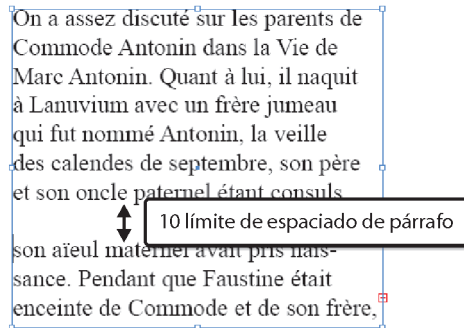 On a assez discuté sur les parents de
Commode Antonin dans la Vie de
Marc Antonin. Quant à lui, il naquit
à Lanuvium avec un frère jumeau
qui fut nommé Antonin, la veille
des calendes de septembre, son père
et son oncle paternel étant consuls
10 límite de espaciado de párrafo
son aïeul maternel avait pris nais-
sance. Pendant que Faustine était
enceinte de Commode et de son frère,